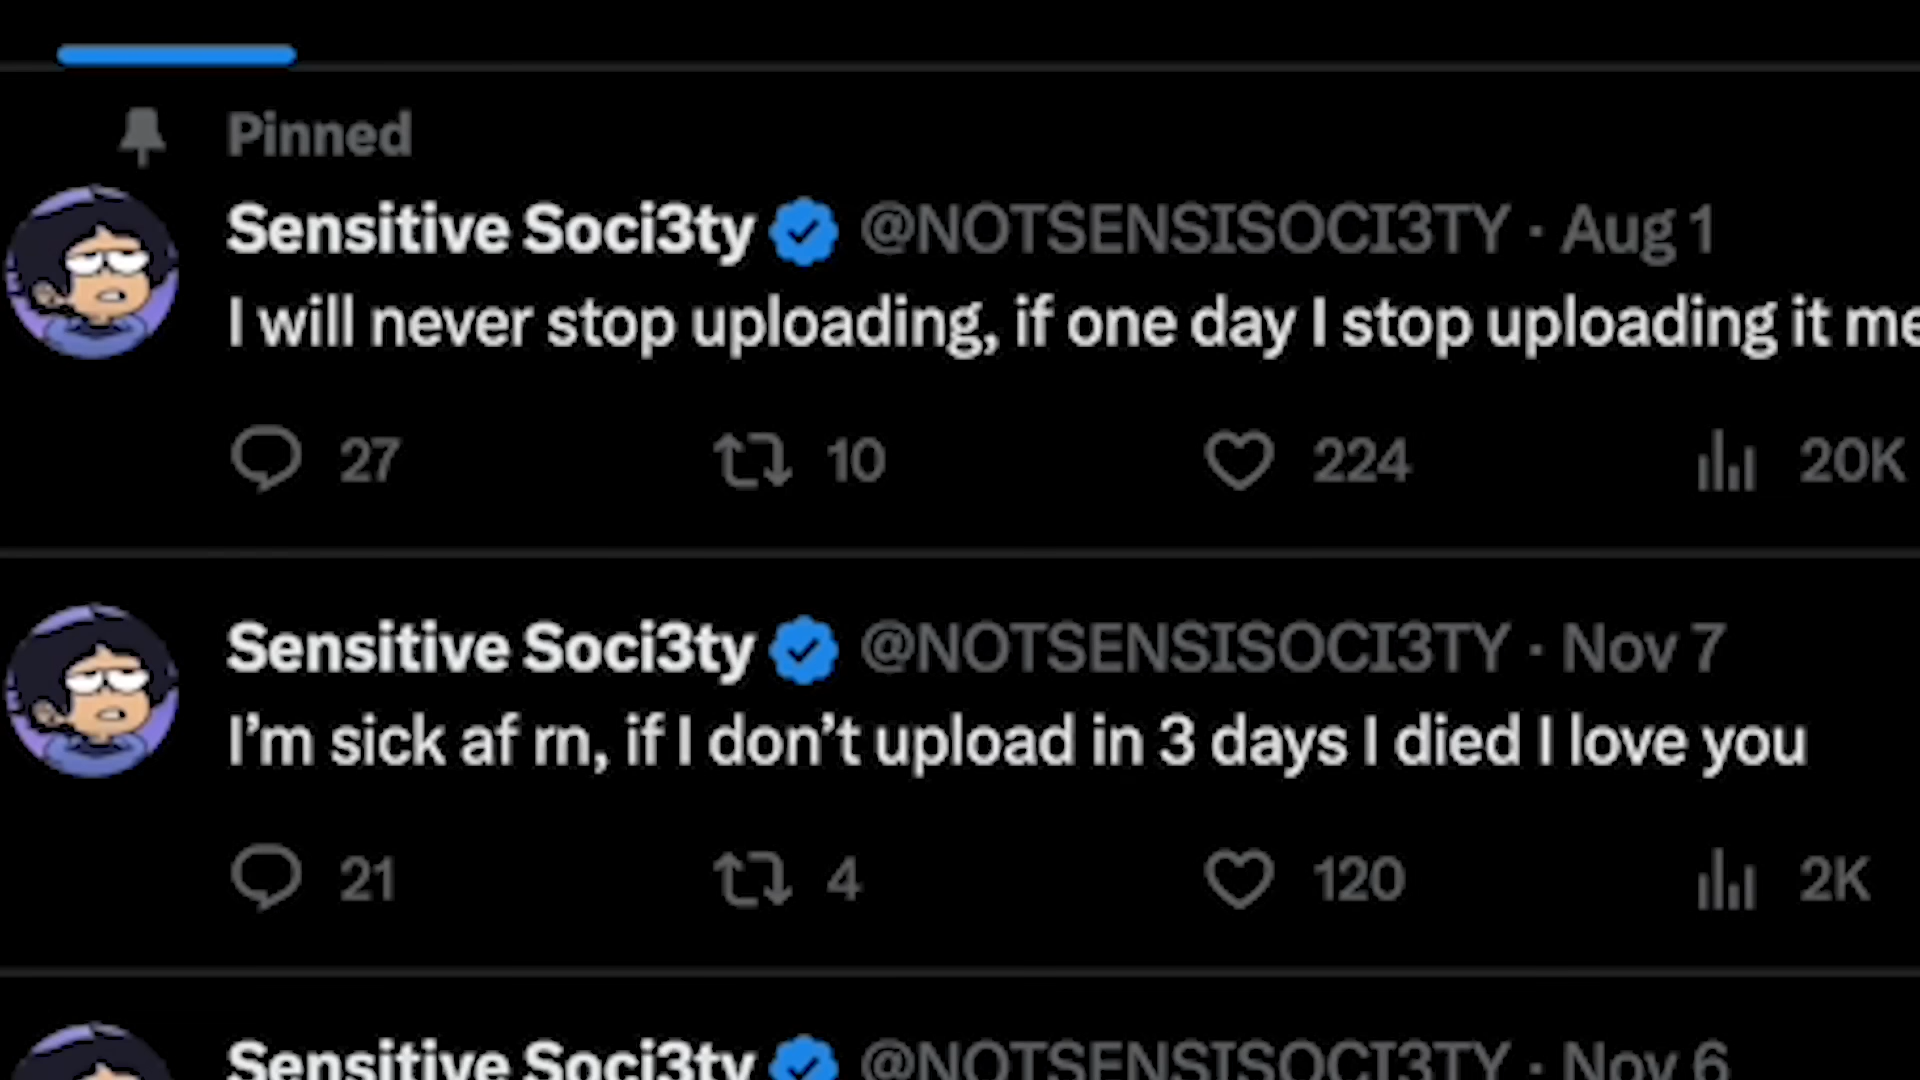 Pinned
Sensitive Soci3ty @NOTSENSISOCI3TY · Aug 1
I will never stop uploading, if one day I stop uploading it me
27 10 224 20K
Sensitive Soci3ty @NOTSENSISOCI3TY · Nov 7
I’m sick af rn, if I don’t upload in 3 days I died I love you
21 4 120 2K
Sensitive Soci3ty @NOTSENSISOCI3TY · Nov 6